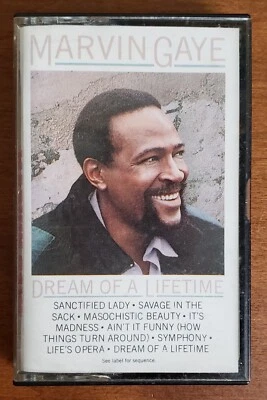 MARVIN GAYE
DREAM OF A LIFETIME
SANCTIFIED LADY • SAVAGE IN THE
SACK • MASOCHISTIC BEAUTY • IT'S
MADNESS • AIN'T IT FUNNY (HOW
THINGS TURN AROUND) • SYMPHONY •
LIFE'S OPERA • DREAM OF A LIFETIME
See label for sequence.